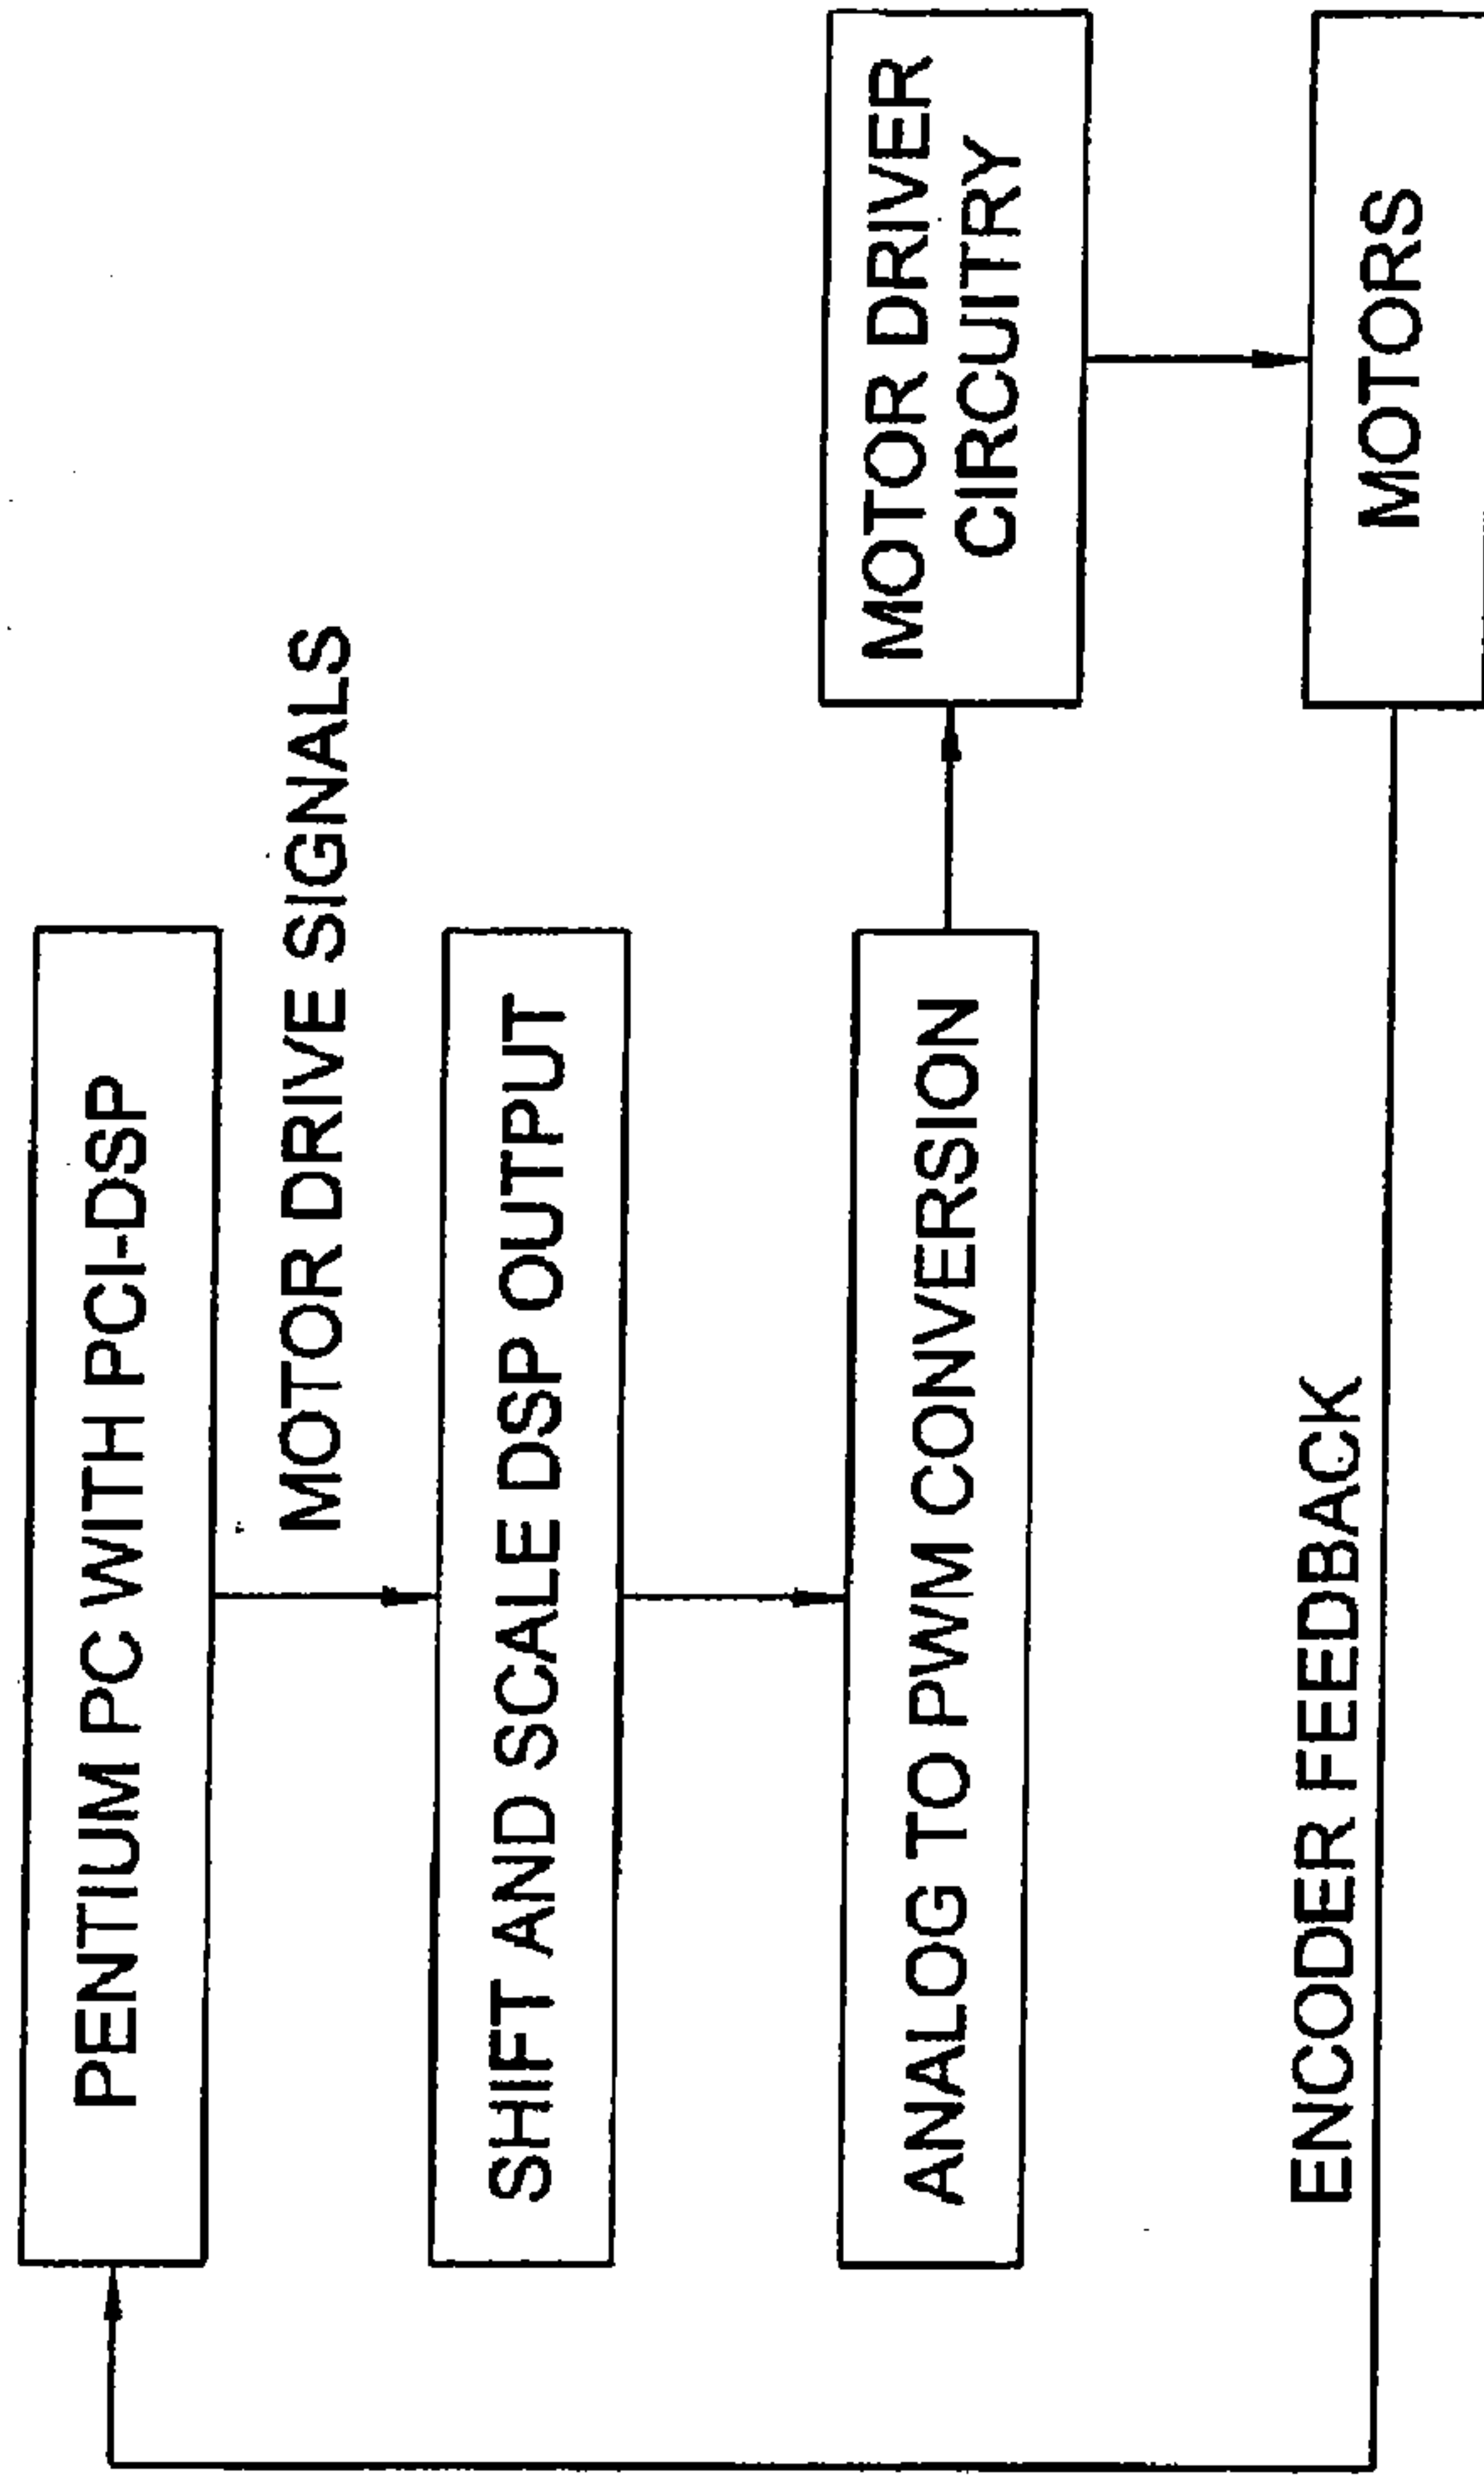 PENTIUM PC WITH PCI-DSP
MOTOR DRIVE SIGNALS
SHIFT AND SCALE DSP OUTPUT
ANALOG TO PWM CONVERSION
MOTOR DRIVER
CIRCUITRY
ENCODER FEEDBACK
MOTORS